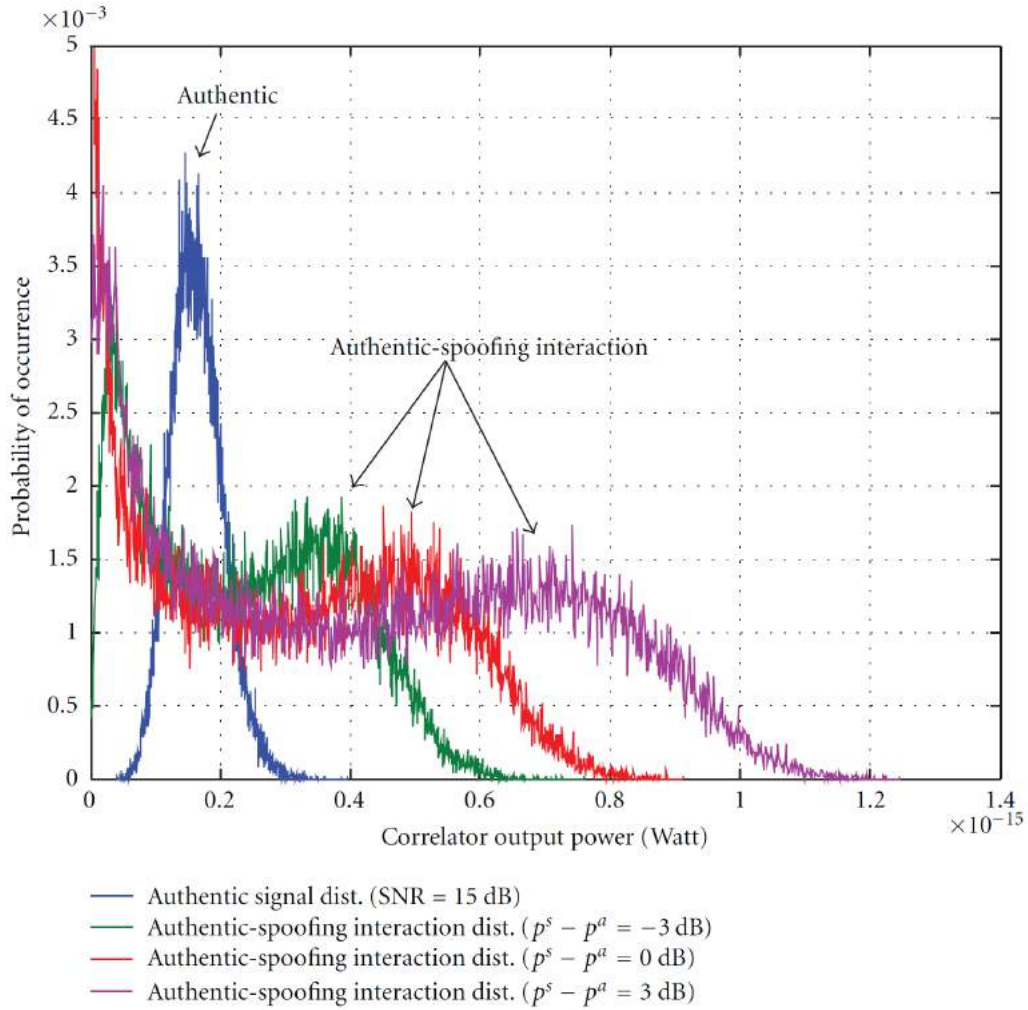 ×10⁻³
5
4.5
4
3.5
3
2.5
2
1.5
1
0.5
0
Probability of occurrence
Authentic
Authentic-spoofing interaction
0 0.2 0.4 0.6 0.8 1 1.2 1.4
×10⁻¹⁵
Correlator output power (Watt)
Authentic signal dist. (SNR = 15 dB)
Authentic-spoofing interaction dist. (pˢ − pᵃ = −3 dB)
Authentic-spoofing interaction dist. (pˢ − pᵃ = 0 dB)
Authentic-spoofing interaction dist. (pˢ − pᵃ = 3 dB)